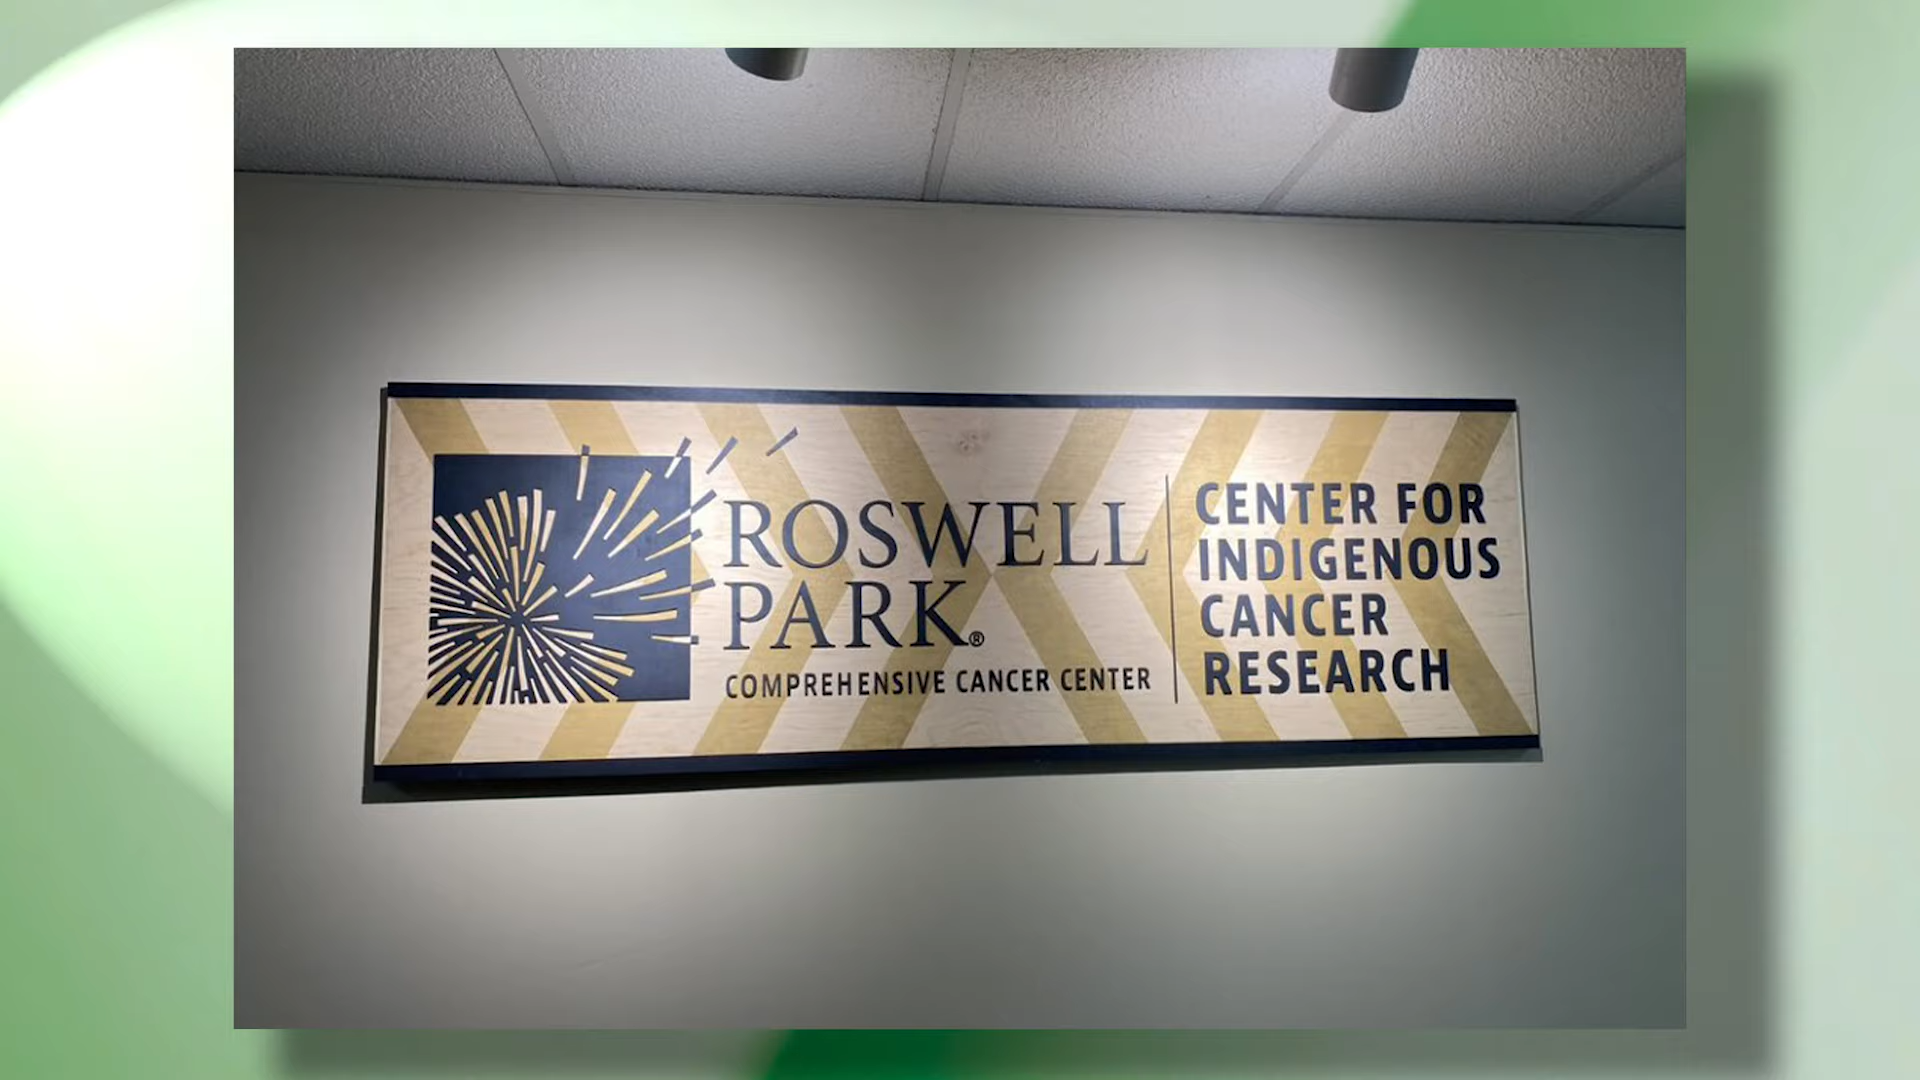 ROSWELL
PARK®
COMPREHENSIVE CANCER CENTER
CENTER FOR
INDIGENOUS
CANCER
RESEARCH